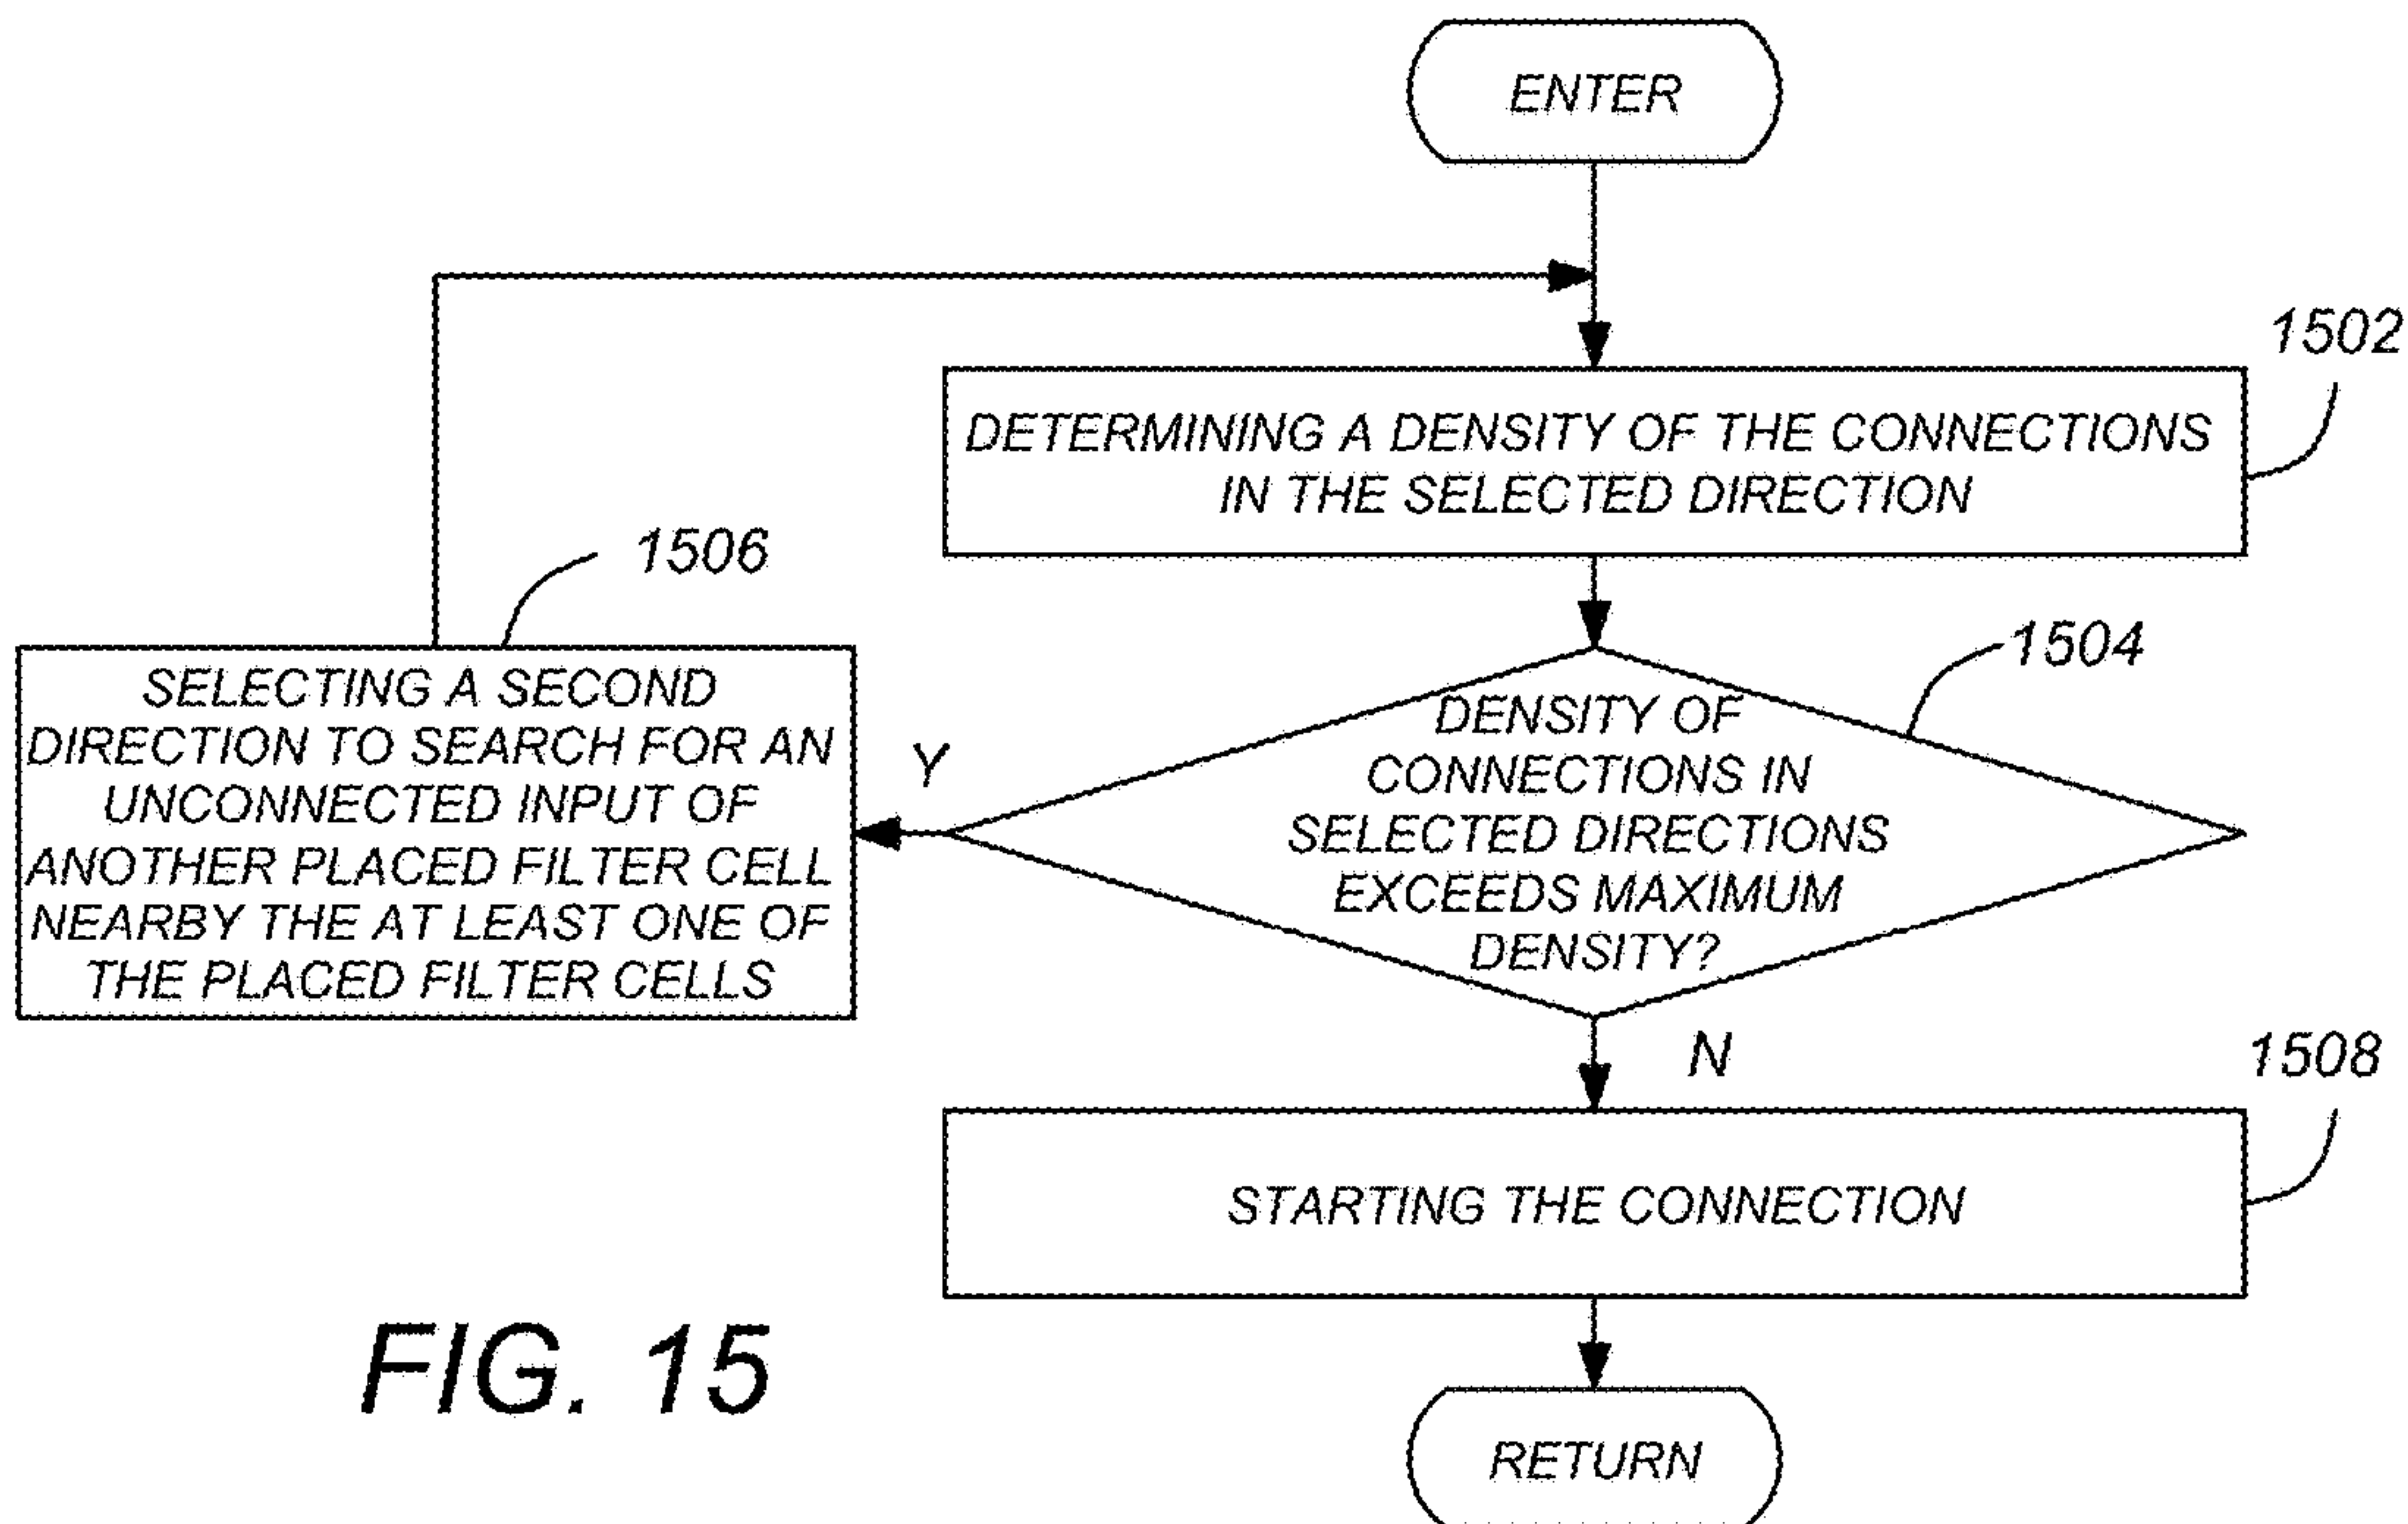 ENTER
1502
DETERMINING A DENSITY OF THE CONNECTIONS
IN THE SELECTED DIRECTION
1506
1504
SELECTING A SECOND
DIRECTION TO SEARCH FOR AN
UNCONNECTED INPUT OF
ANOTHER PLACED FILTER CELL
NEARBY THE AT LEAST ONE OF
THE PLACED FILTER CELLS
Y
DENSITY OF
CONNECTIONS IN
SELECTED DIRECTIONS
EXCEEDS MAXIMUM
DENSITY?
N
1508
STARTING THE CONNECTION
FIG. 15
RETURN